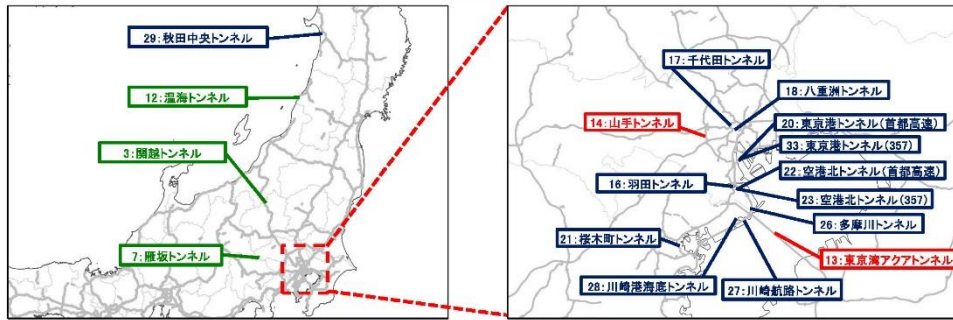 29:秋田中央トンネル
12:温海トンネル
3:関越トンネル
7:雁坂トンネル
17:千代田トンネル
18:八重洲トンネル
14:山手トンネル
20:東京港トンネル(首都高速)
33:東京港トンネル(357)
22:空港北トンネル(首都高速)
16:羽田トンネル
23:空港北トンネル(357)
26:多摩川トンネル
21:桜木町トンネル
13:東京湾アクアトンネル
28:川崎港海底トンネル
27:川崎航路トンネル